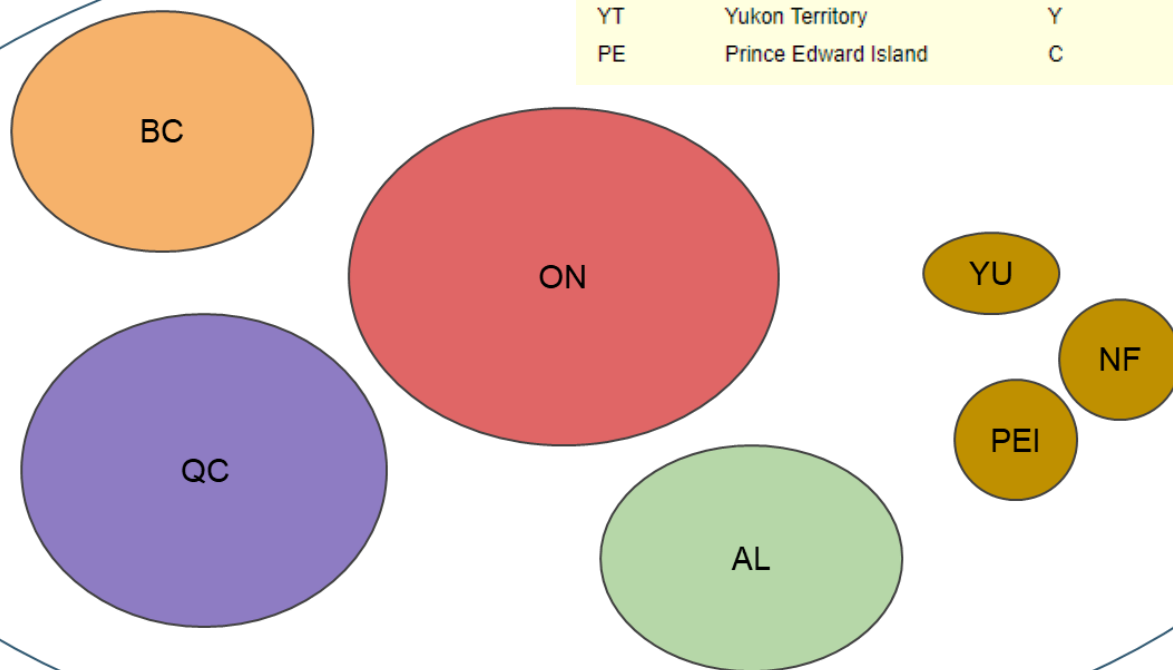 YT Yukon Territory Y
PE Prince Edward Island C
BC
ON
YU
NF
PEI
QC
AL